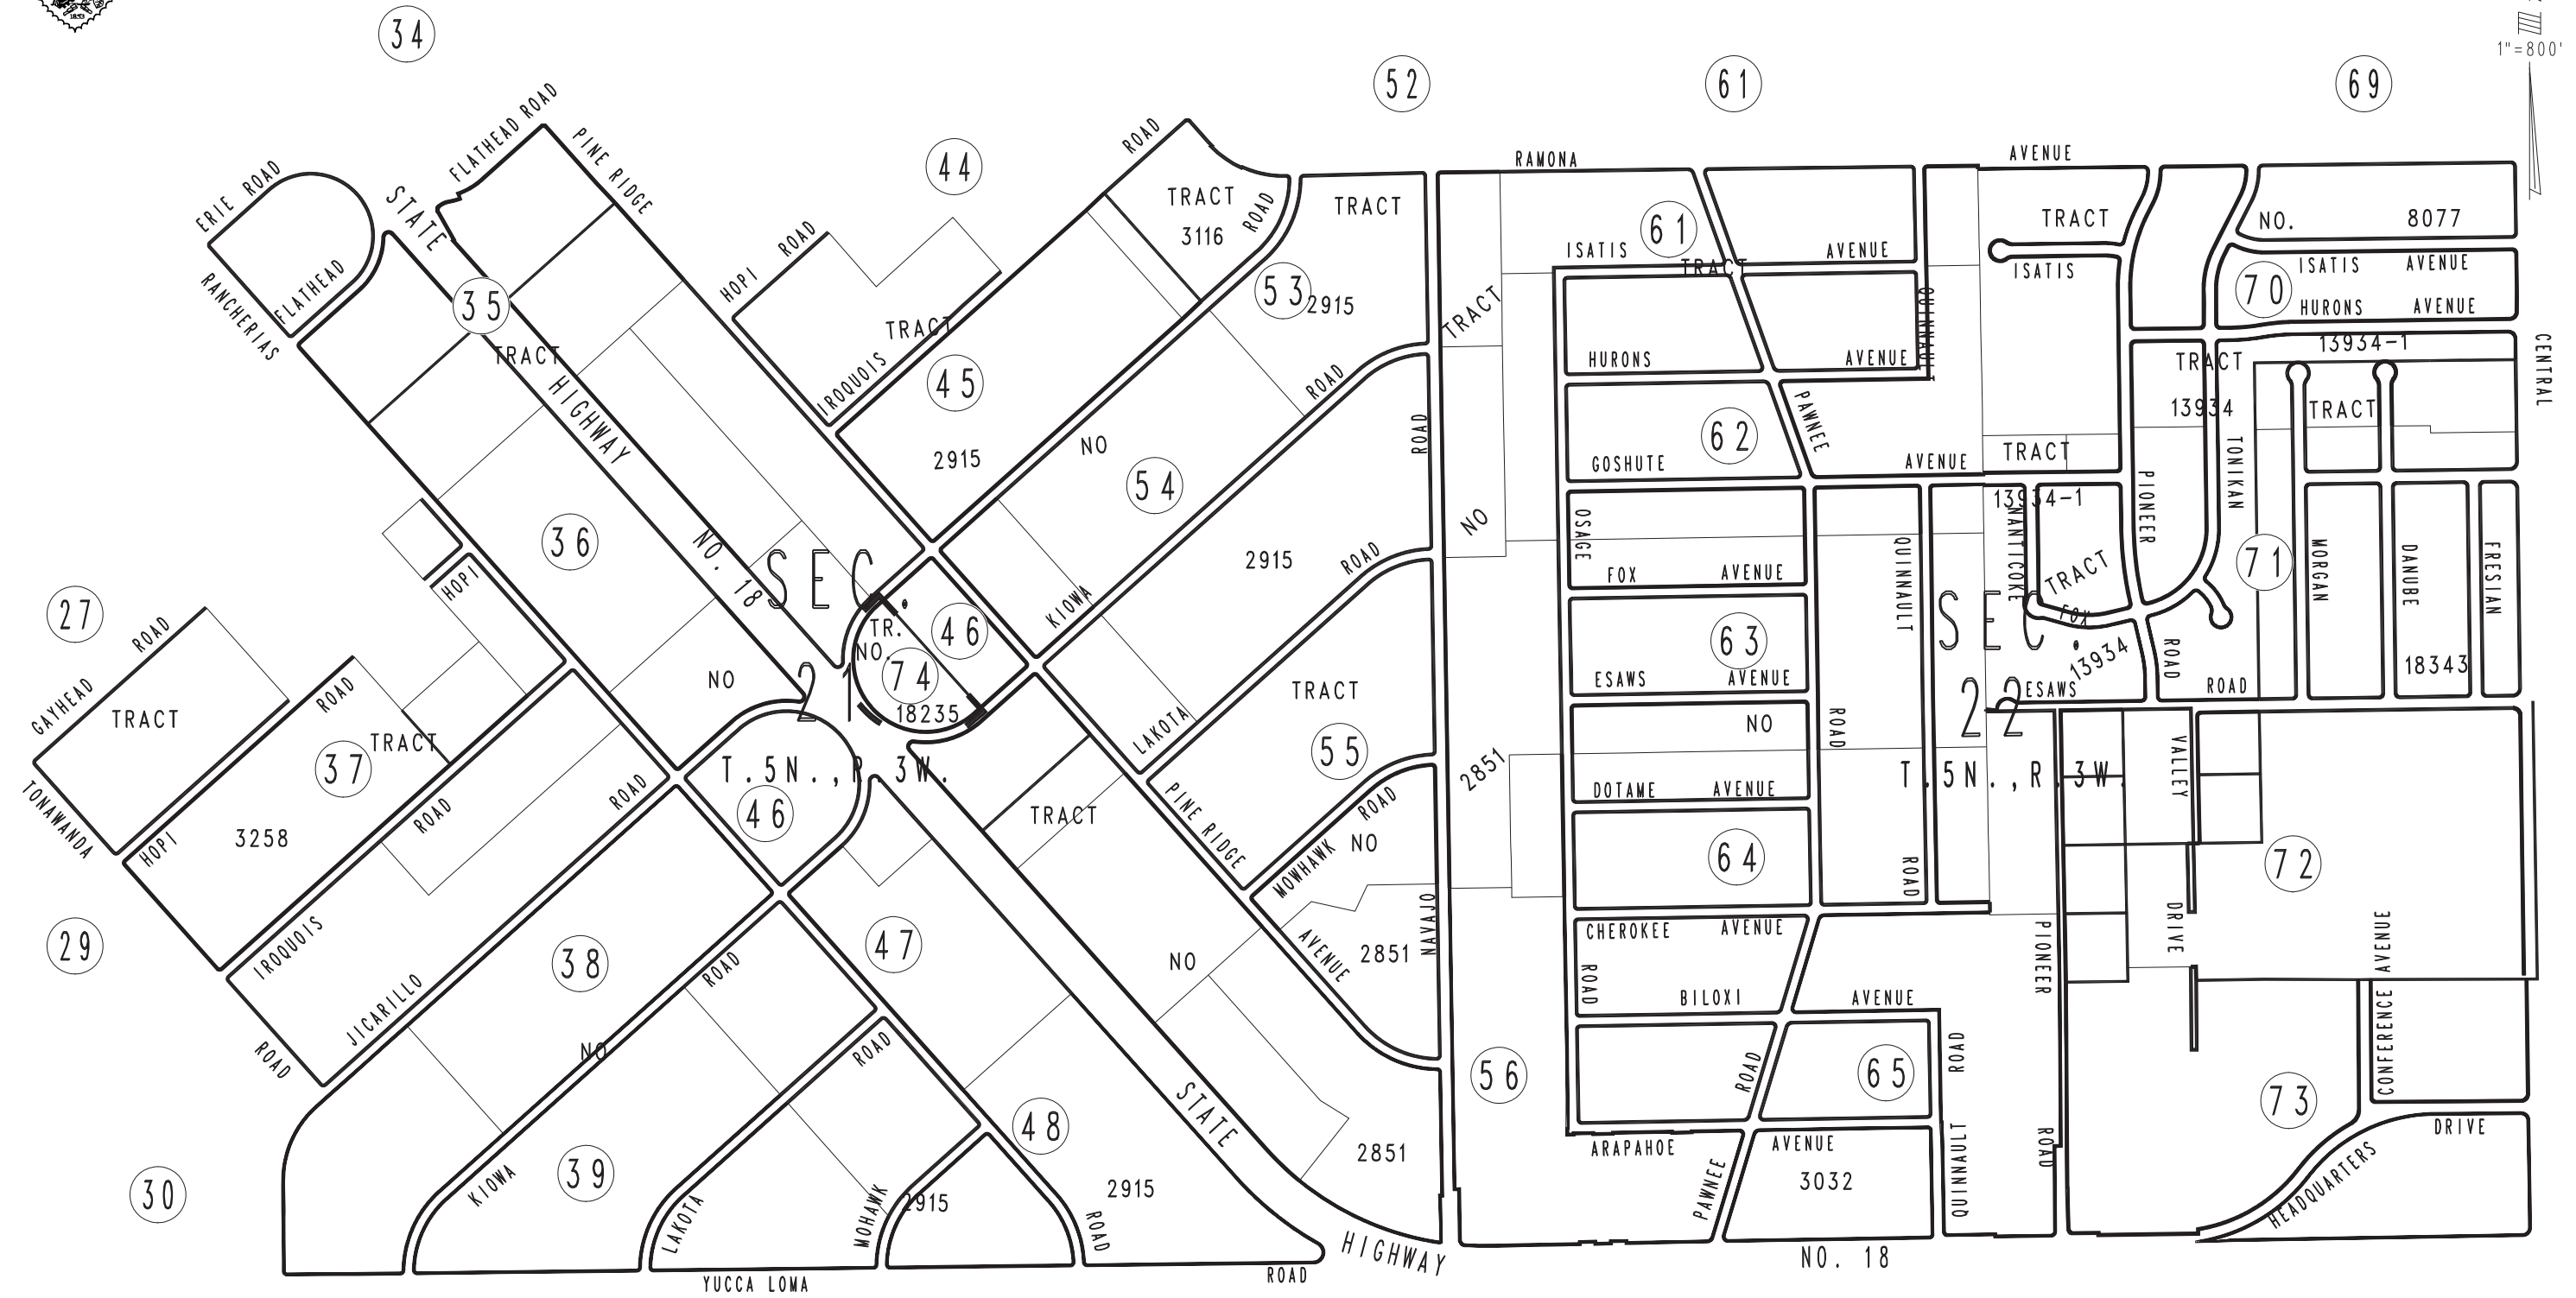 1853
1"=800'
34
52
61
69
44
FLATHEAD ROAD
PINE RIDGE
ERIE ROAD
STATE
RANCHERIAS
FLATHEAD
35
TRACT
HIGHWAY
NO. 18
HOPI ROAD
ROAD
TRACT
3116
ROAD
TRACT
53
2915
TRACT
IROQUOIS
45
2915
NO
54
2915
ROAD
ROAD
ROAD
36
SEC.
21
T.5N.,R.3W.
NO
TR.
NO.
74
18235
46
KIOWA
LAKOTA
TRACT
55
PINE RIDGE
MOWHAWK ROAD
NO
AVENUE
2851
NAVAJO
27
HOPI
GAYHEAD ROAD
TRACT
TONAWANDA
37
TRACT
ROAD
HOPI
3258
ROAD
ROAD
46
TRACT
NO
29
IROQUOIS
ROAD
JICARILLO
38
NO
ROAD
47
ROAD
48
STATE
HIGHWAY
2851
30
KIOWA
39
LAKOTA
MOHAWK
2915
2915
ROAD
YUCCA LOMA
ROAD
RAMONA
AVENUE
TRACT
NO
2851
56
61
ISATIS
TRACT
AVENUE
QUINNAULT
HURONS
AVENUE
PAWNEE
62
GOSHUTE
AVENUE
OSAGE
FOX
AVENUE
QUINNAULT
63
ESAWS
AVENUE
NO
ROAD
DOTAME
AVENUE
64
ROAD
CHEROKEE
AVENUE
ROAD
BILOXI
AVENUE
ROAD
65
ROAD
ARAPAHOE
AVENUE
PAWNEE
3032
QUINNAULT
NO. 18
TRACT
NO.
8077
ISATIS
70
ISATIS
AVENUE
HURONS
AVENUE
13934-1
TRACT
13934
TRACT
CENTRAL
TRACT
13934-1
PIONEER
TONIKAN
NANTICOKE
TRACT
FOX
13934
SEC.
22
T.5N.,R.3W.
71
MORGAN
DANUBE
FRESIAN
18343
ROAD
ESAWS
ROAD
VALLEY
72
DRIVE
PIONEER
ROAD
CONFERENCE AVENUE
73
DRIVE
HEADQUARTERS